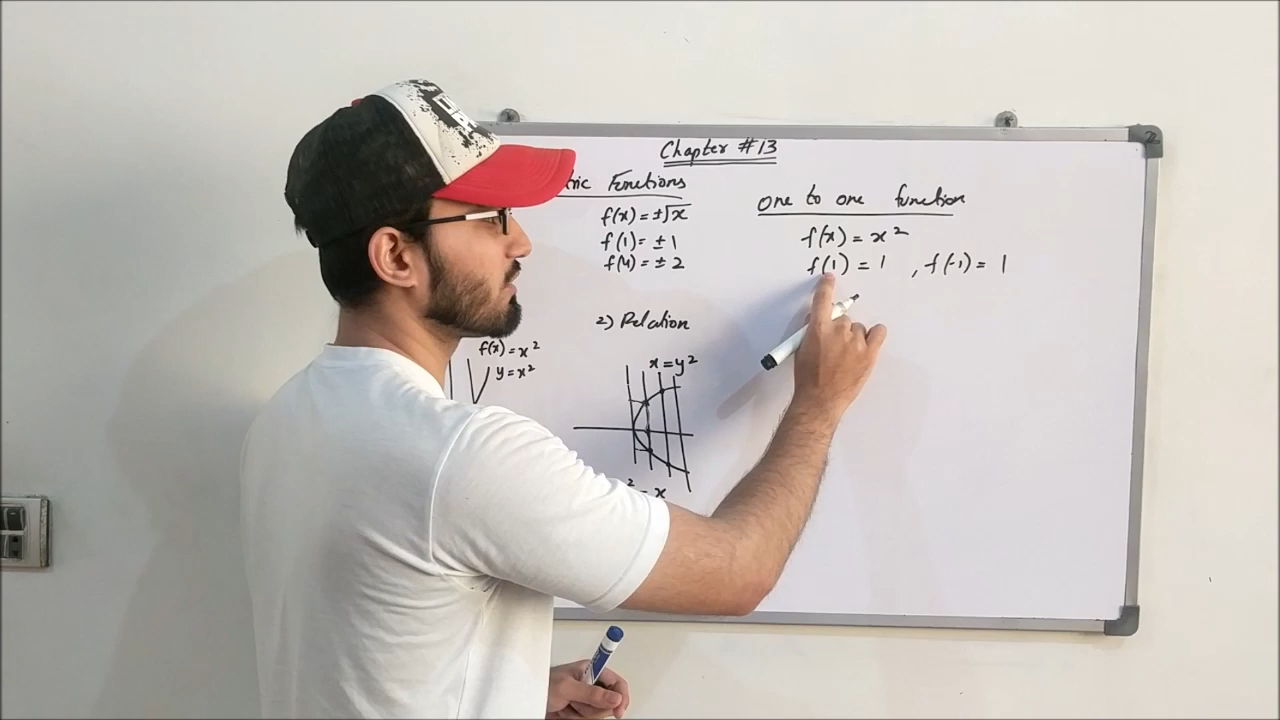 Chapter #13
Functions
f(x) = ±√x
f(1) = ± 1
f(4) = ± 2
f(x) = x²
y = x²
2) Relation
x = y²
² = x
One to one function
f(x) = x²
f(1) = 1 , f(-1) = 1